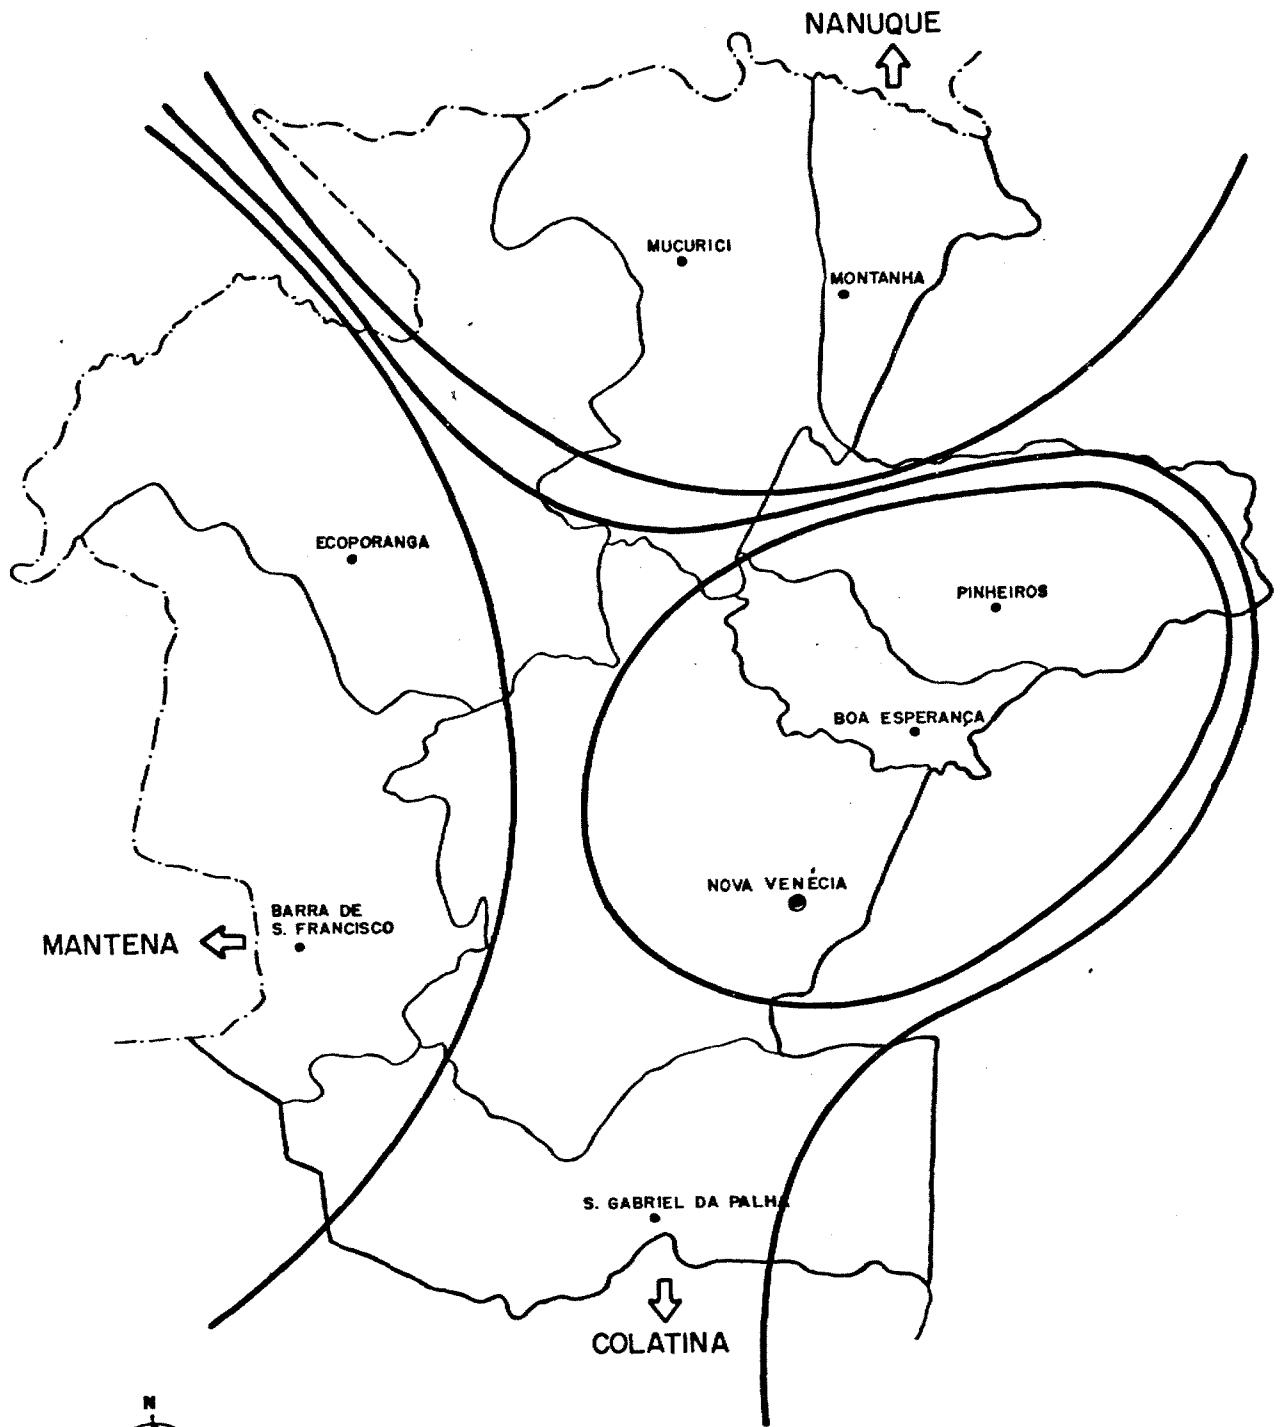 NANUQUE
MUCURICI
MONTANHA
ECOPORANGA
PINHEIROS
BOA ESPERANÇA
NOVA VENÉCIA
BARRA DE
S. FRANCISCO
MANTENA
S. GABRIEL DA PALHA
COLATINA
N